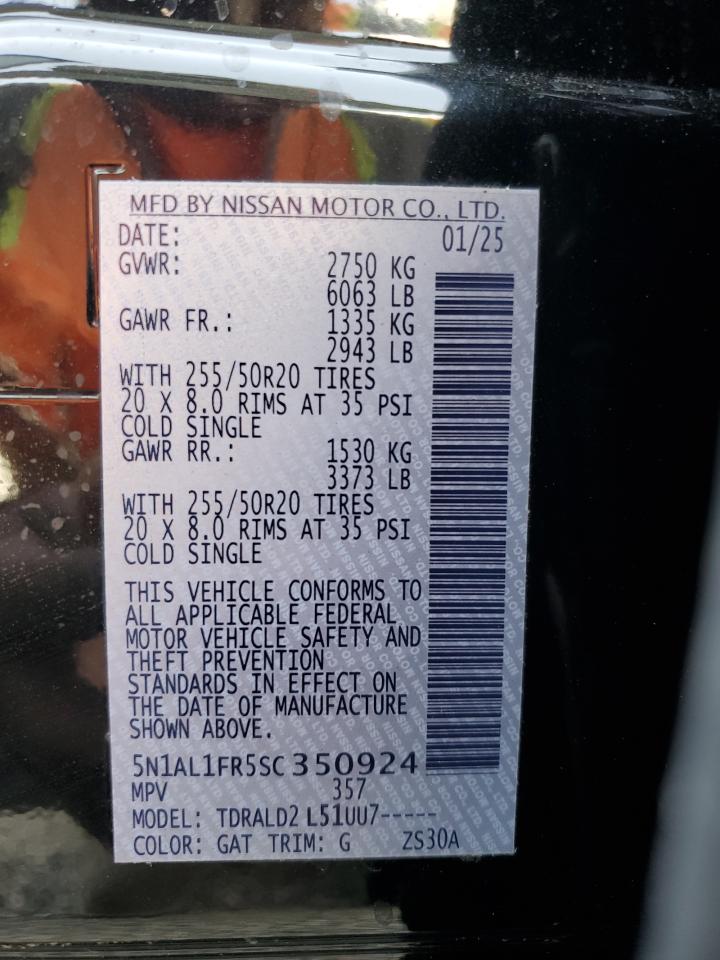 MFD BY NISSAN MOTOR CO., LTD.
DATE: 01/25
GVWR: 2750 KG
6063 LB
GAWR FR.: 1335 KG
2943 LB
WITH 255/50R20 TIRES
20 X 8.0 RIMS AT 35 PSI
COLD SINGLE
GAWR RR.: 1530 KG
3373 LB
WITH 255/50R20 TIRES
20 X 8.0 RIMS AT 35 PSI
COLD SINGLE
THIS VEHICLE CONFORMS TO
ALL APPLICABLE FEDERAL
MOTOR VEHICLE SAFETY AND
THEFT PREVENTION
STANDARDS IN EFFECT ON
THE DATE OF MANUFACTURE
SHOWN ABOVE.
5N1AL1FR5SC350924
MPV 357
MODEL: TDRALD2 L51UU7-----
COLOR: GAT TRIM: G ZS30A